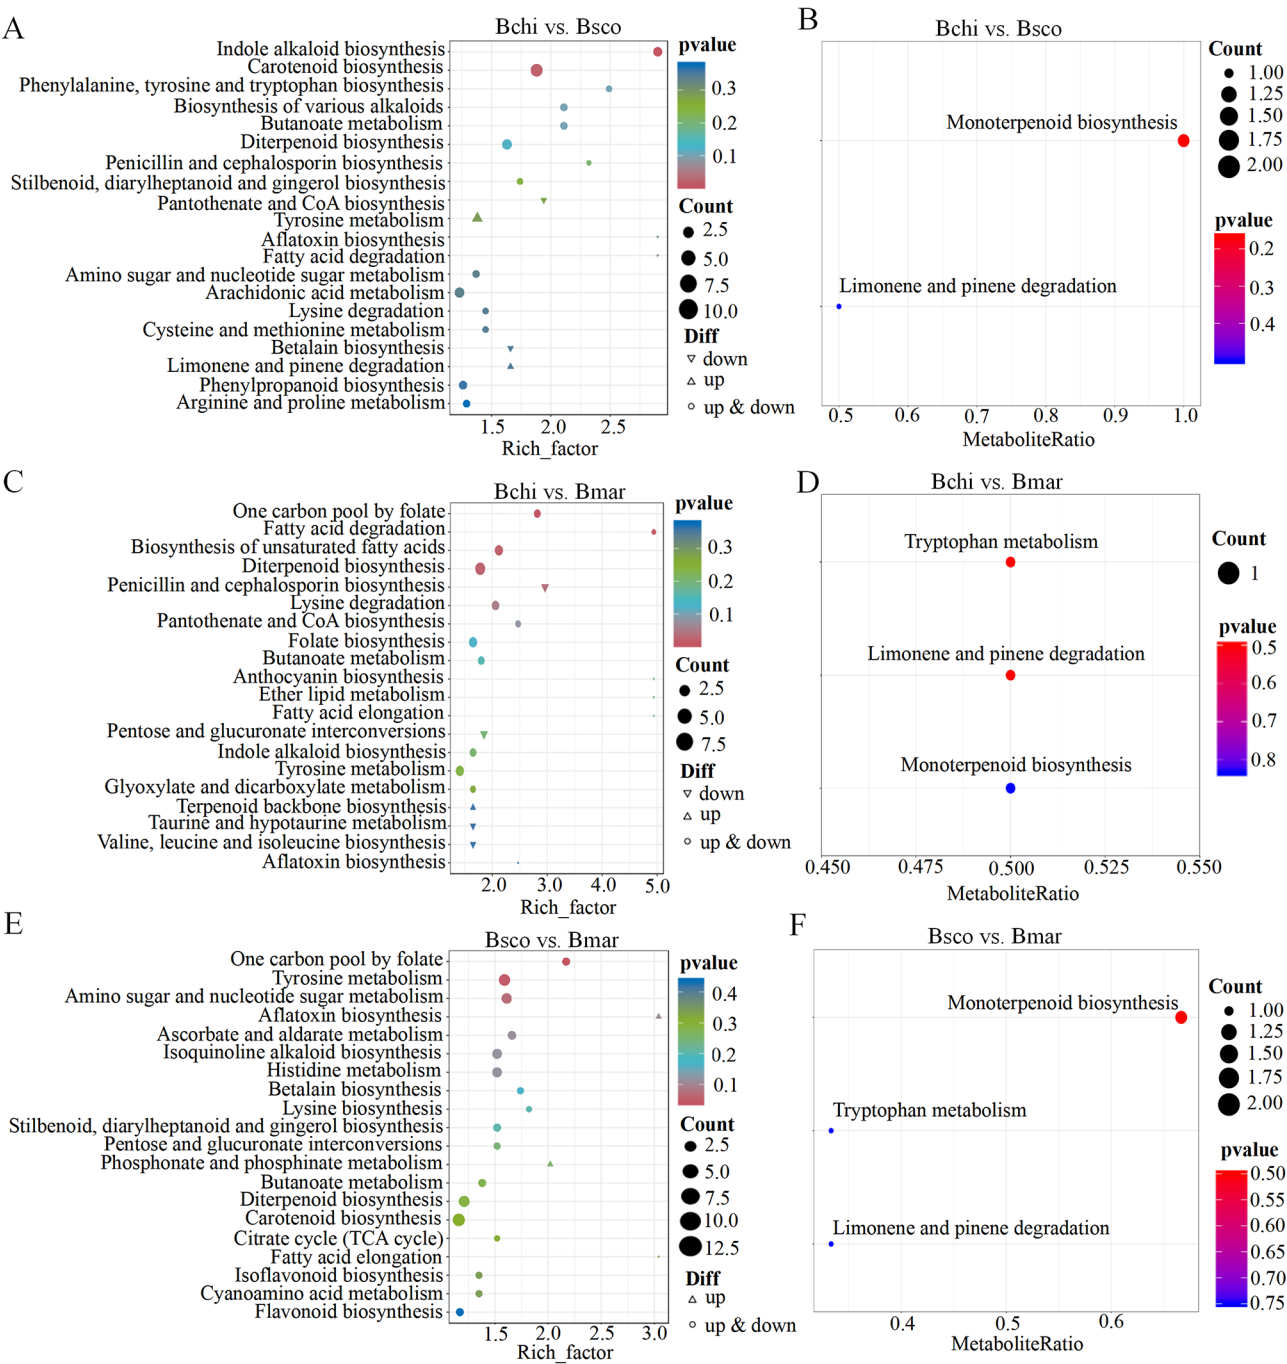 A
Bchi vs. Bsco
Indole alkaloid biosynthesis
Carotenoid biosynthesis
Phenylalanine, tyrosine and tryptophan biosynthesis
Biosynthesis of various alkaloids
Butanoate metabolism
Diterpenoid biosynthesis
Penicillin and cephalosporin biosynthesis
Stilbenoid, diarylheptanoid and gingerol biosynthesis
Pantothenate and CoA biosynthesis
Tyrosine metabolism
Aflatoxin biosynthesis
Fatty acid degradation
Amino sugar and nucleotide sugar metabolism
Arachidonic acid metabolism
Lysine degradation
Cysteine and methionine metabolism
Betalain biosynthesis
Limonene and pinene degradation
Phenylpropanoid biosynthesis
Arginine and proline metabolism
1.5 2.0 2.5
Rich_factor
pvalue
0.3
0.2
0.1
Count
2.5
5.0
7.5
10.0
Diff
down
up
up & down
B
Bchi vs. Bsco
Monoterpenoid biosynthesis
Limonene and pinene degradation
0.5 0.6 0.7 0.8 0.9 1.0
MetaboliteRatio
Count
1.00
1.25
1.50
1.75
2.00
pvalue
0.2
0.3
0.4
C
Bchi vs. Bmar
One carbon pool by folate
Fatty acid degradation
Biosynthesis of unsaturated fatty acids
Diterpenoid biosynthesis
Penicillin and cephalosporin biosynthesis
Lysine degradation
Pantothenate and CoA biosynthesis
Folate biosynthesis
Butanoate metabolism
Anthocyanin biosynthesis
Ether lipid metabolism
Fatty acid elongation
Pentose and glucuronate interconversions
Indole alkaloid biosynthesis
Tyrosine metabolism
Glyoxylate and dicarboxylate metabolism
Terpenoid backbone biosynthesis
Taurine and hypotaurine metabolism
Valine, leucine and isoleucine biosynthesis
Aflatoxin biosynthesis
2.0 3.0 4.0 5.0
Rich_factor
pvalue
0.3
0.2
0.1
Count
2.5
5.0
7.5
Diff
down
up
up & down
D
Bchi vs. Bmar
Tryptophan metabolism
Limonene and pinene degradation
Monoterpenoid biosynthesis
0.450 0.475 0.500 0.525 0.550
MetaboliteRatio
Count
1
pvalue
0.5
0.6
0.7
0.8
E
Bsco vs. Bmar
One carbon pool by folate
Tyrosine metabolism
Amino sugar and nucleotide sugar metabolism
Aflatoxin biosynthesis
Ascorbate and aldarate metabolism
Isoquinoline alkaloid biosynthesis
Histidine metabolism
Betalain biosynthesis
Lysine biosynthesis
Stilbenoid, diarylheptanoid and gingerol biosynthesis
Pentose and glucuronate interconversions
Phosphonate and phosphinate metabolism
Butanoate metabolism
Diterpenoid biosynthesis
Carotenoid biosynthesis
Citrate cycle (TCA cycle)
Fatty acid elongation
Isoflavonoid biosynthesis
Cyanoamino acid metabolism
Flavonoid biosynthesis
1.5 2.0 2.5 3.0
Rich_factor
pvalue
0.4
0.3
0.2
0.1
Count
2.5
5.0
7.5
10.0
12.5
Diff
up
up & down
F
Bsco vs. Bmar
Monoterpenoid biosynthesis
Tryptophan metabolism
Limonene and pinene degradation
0.4 0.5 0.6
MetaboliteRatio
Count
1.00
1.25
1.50
1.75
2.00
pvalue
0.50
0.55
0.60
0.65
0.70
0.75